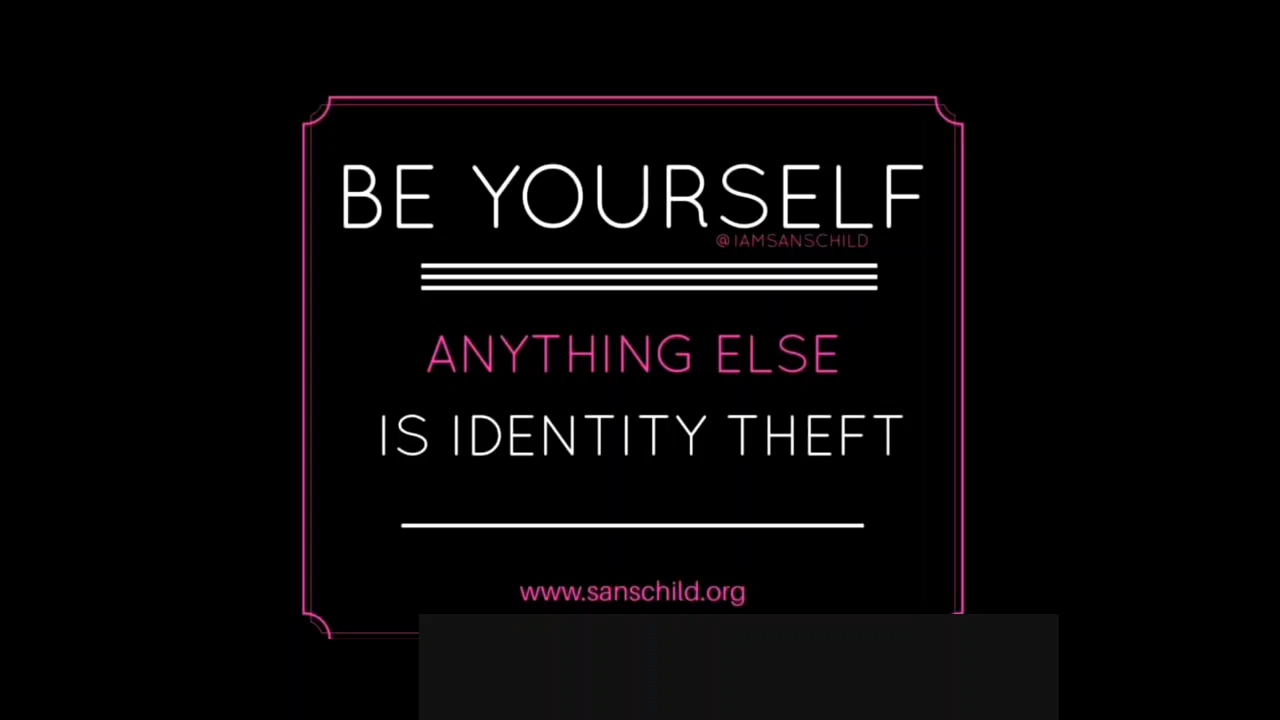 BE YOURSELF
@IAMSANSCHILD
ANYTHING ELSE
IS IDENTITY THEFT
www.sanschild.org